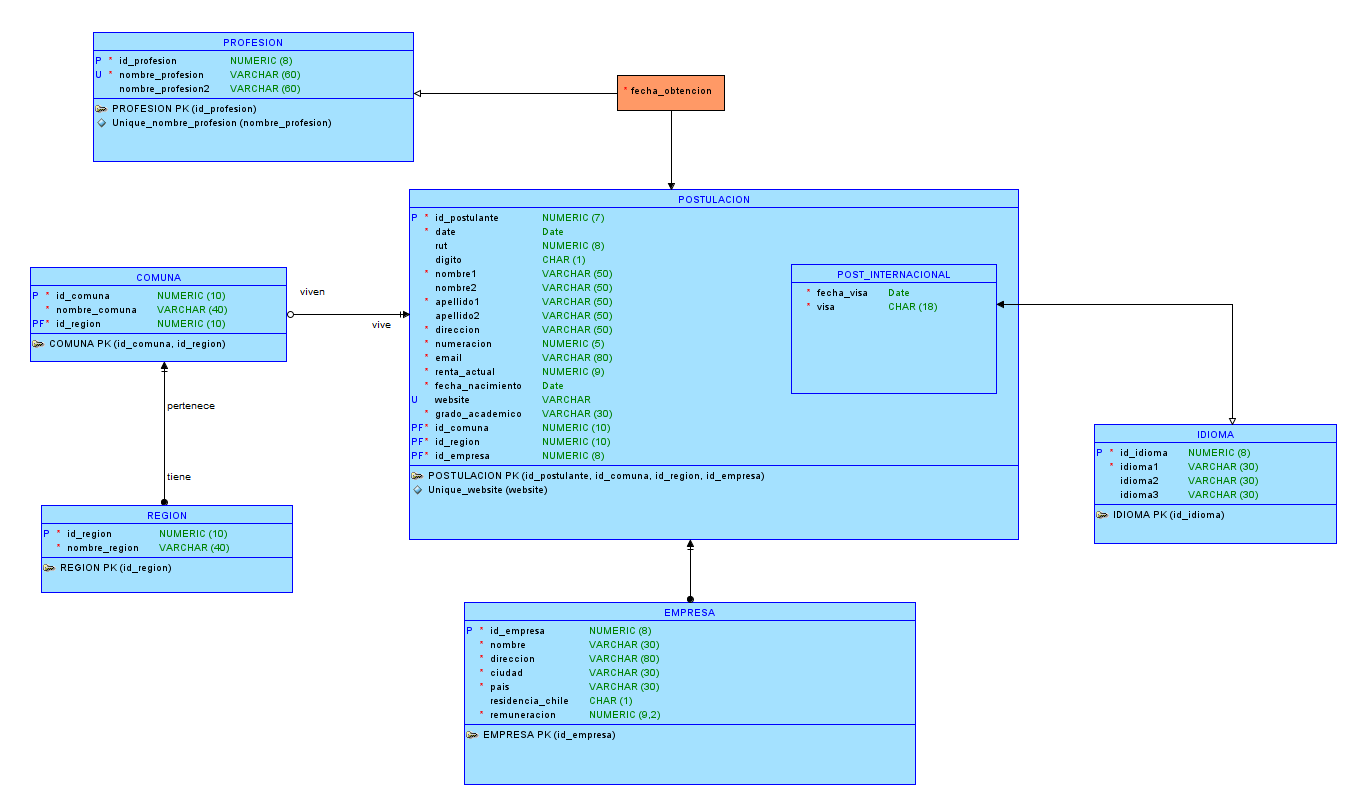 PROFESION
P * id_profesion NUMERIC (8)
U * nombre_profesion VARCHAR (60)
nombre_profesion2 VARCHAR (60)
PROFESION PK (id_profesion)
Unique_nombre_profesion (nombre_profesion)
* fecha_obtencion
POSTULACION
P * id_postulante NUMERIC (7)
* date Date
rut NUMERIC (8)
digito CHAR (1)
* nombre1 VARCHAR (50)
nombre2 VARCHAR (50)
* apellido1 VARCHAR (50)
apellido2 VARCHAR (50)
* direccion VARCHAR (50)
* numeracion NUMERIC (5)
* email VARCHAR (80)
* renta_actual NUMERIC (9)
* fecha_nacimiento Date
U website VARCHAR
* grado_academico VARCHAR (30)
PF* id_comuna NUMERIC (10)
PF* id_region NUMERIC (10)
PF* id_empresa NUMERIC (8)
POSTULACION PK (id_postulante, id_comuna, id_region, id_empresa)
Unique_website (website)
POST_INTERNACIONAL
* fecha_visa Date
* visa CHAR (18)
COMUNA
P * id_comuna NUMERIC (10)
* nombre_comuna VARCHAR (40)
PF* id_region NUMERIC (10)
COMUNA PK (id_comuna, id_region)
viven
vive
pertenece
tiene
REGION
P * id_region NUMERIC (10)
* nombre_region VARCHAR (40)
REGION PK (id_region)
IDIOMA
P * id_idioma NUMERIC (8)
* idioma1 VARCHAR (30)
idioma2 VARCHAR (30)
idioma3 VARCHAR (30)
IDIOMA PK (id_idioma)
EMPRESA
P * id_empresa NUMERIC (8)
* nombre VARCHAR (30)
* direccion VARCHAR (80)
* ciudad VARCHAR (30)
* pais VARCHAR (30)
residencia_chile CHAR (1)
* remuneracion NUMERIC (9,2)
EMPRESA PK (id_empresa)